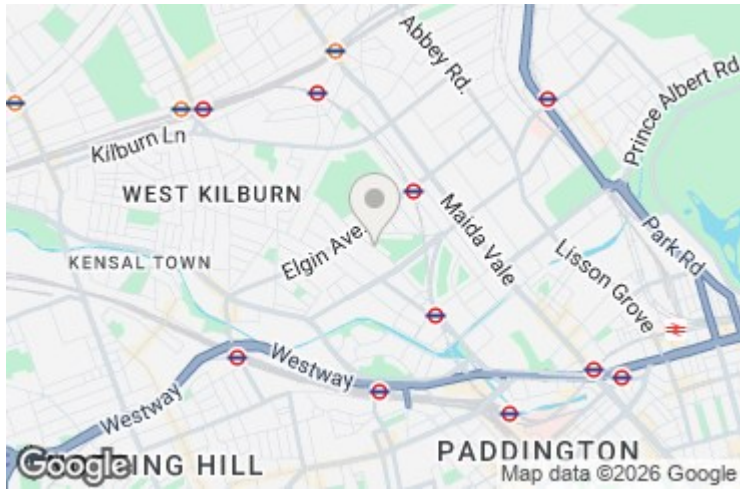 Abbey Rd.
Prince Albert Rd
Kilburn Ln
WEST KILBURN
Maida Vale
Elgin Ave.
Park Rd
KENSAL TOWN
Lisson Grove
Westway
Westway
PADDINGTON
Google
ING HILL
Map data ©2026 Google